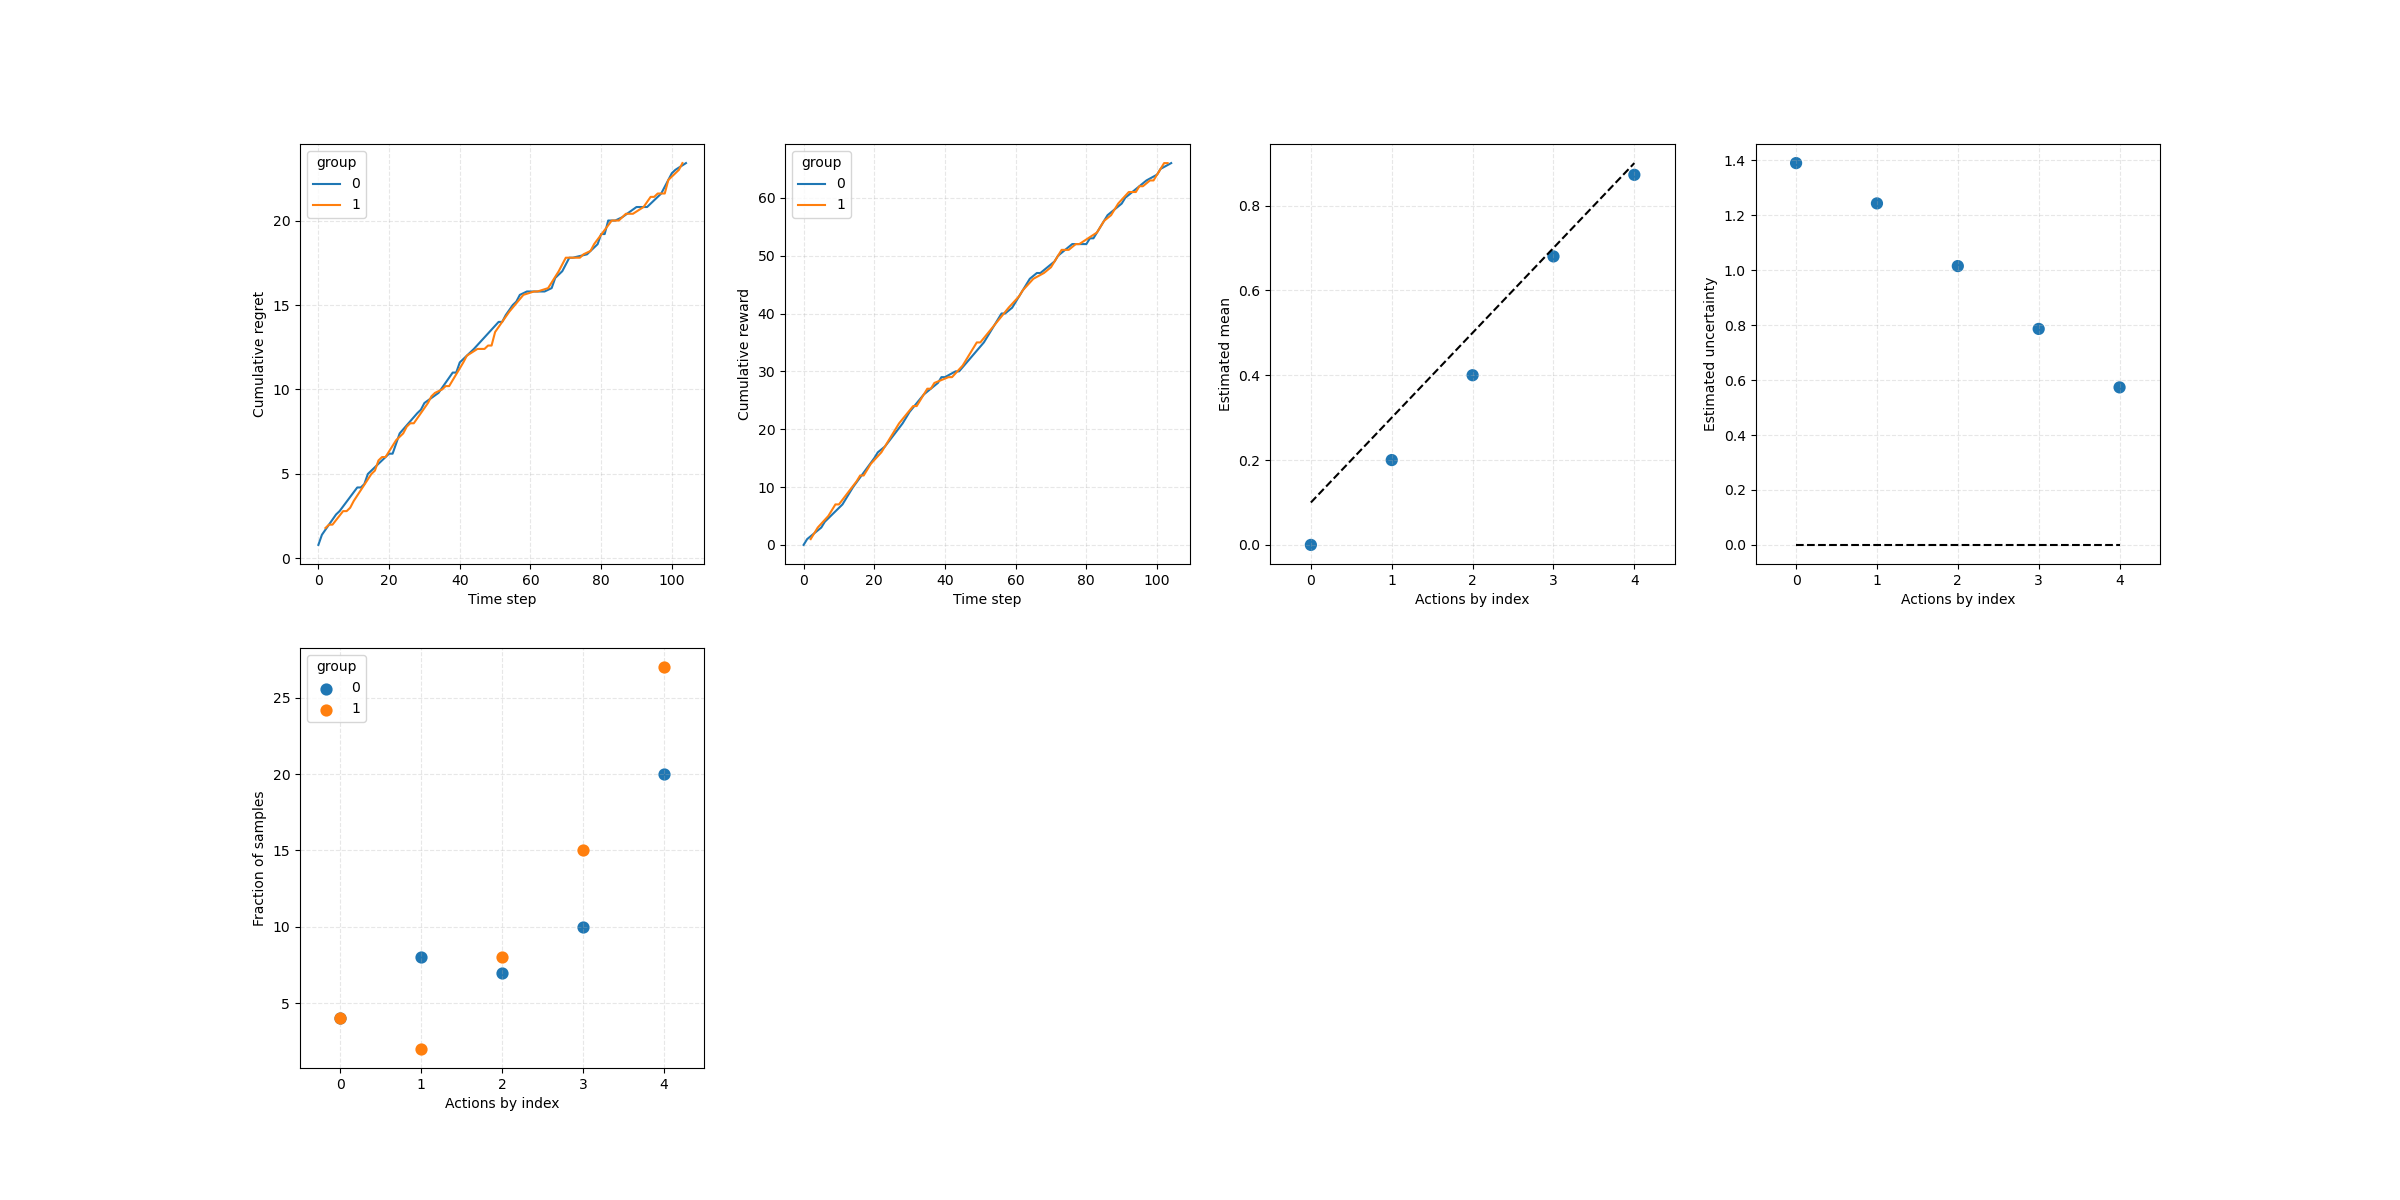 group
0
1
20
15
10
5
0
Cumulative regret
0 20 40 60 80 100
Time step
group
0
1
60
50
40
30
20
10
0
Cumulative reward
0 20 40 60 80 100
Time step
0.8
0.6
0.4
0.2
0.0
Estimated mean
0 1 2 3 4
Actions by index
1.4
1.2
1.0
0.8
0.6
0.4
0.2
0.0
Estimated uncertainty
0 1 2 3 4
Actions by index
group
0
1
25
20
15
10
5
Fraction of samples
0 1 2 3 4
Actions by index